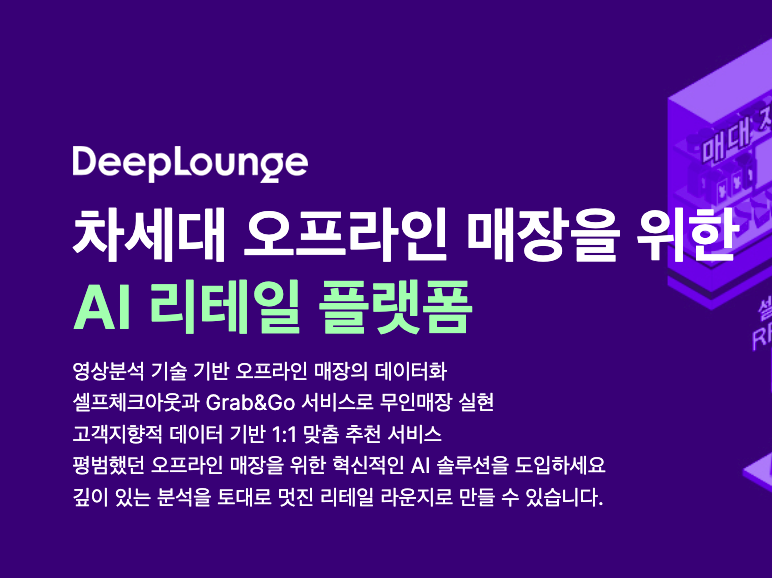 DeepLounge
차세대 오프라인 매장을 위한
AI 리테일 플랫폼
영상분석 기술 기반 오프라인 매장의 데이터화
셀프체크아웃과 Grab&Go 서비스로 무인매장 실현
고객지향적 데이터 기반 1:1 맞춤 추천 서비스
평범했던 오프라인 매장을 위한 혁신적인 AI 솔루션을 도입하세요
깊이 있는 분석을 토대로 멋진 리테일 라운지로 만들 수 있습니다.
매대